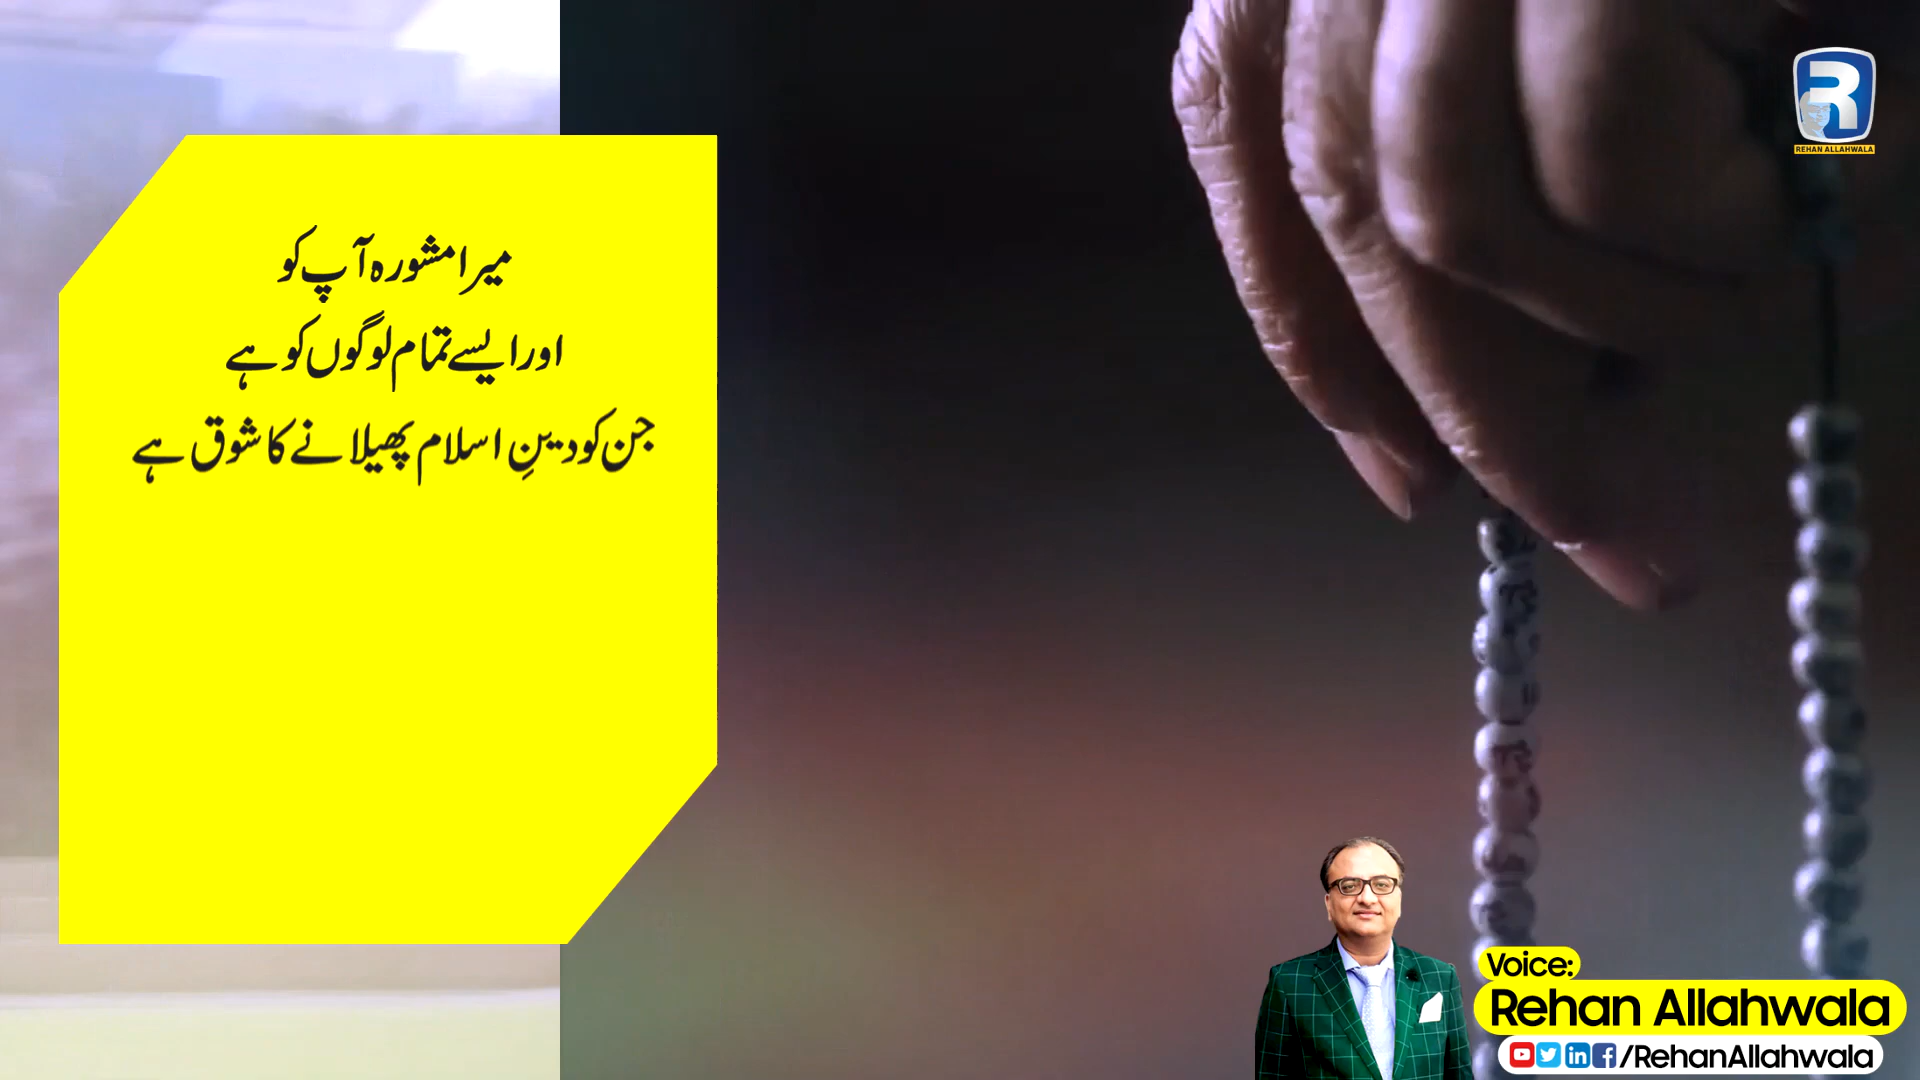 میرا مشورہ آپ کو
اور ایسے تمام لوگوں کو ہے
جن کو دینِ اسلام پھیلانے کا شوق ہے
R
REHAN ALLAHWALA
Voice:
Rehan Allahwala
/RehanAllahwala